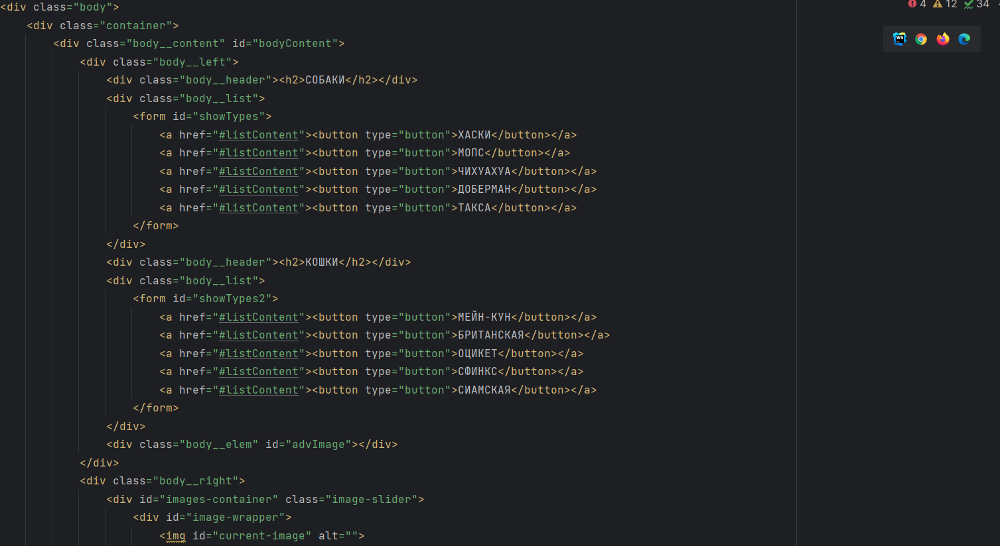 <div class="body">
4 12 34
<div class="container">
<div class="body__content" id="bodyContent">
WS
<div class="body__left">
<div class="body__header"><h2>СОБАКИ</h2></div>
<div class="body__list">
<form id="showTypes">
<a href="#listContent"><button type="button">ХАСКИ</button></a>
<a href="#listContent"><button type="button">МОПС</button></a>
<a href="#listContent"><button type="button">ЧИХУАХУА</button></a>
<a href="#listContent"><button type="button">ДОБЕРМАН</button></a>
<a href="#listContent"><button type="button">ТАКСА</button></a>
</form>
</div>
<div class="body__header"><h2>КОШКИ</h2></div>
<div class="body__list">
<form id="showTypes2">
<a href="#listContent"><button type="button">МЕЙН-КУН</button></a>
<a href="#listContent"><button type="button">БРИТАНСКАЯ</button></a>
<a href="#listContent"><button type="button">ОЦИКЕТ</button></a>
<a href="#listContent"><button type="button">СФИНКС</button></a>
<a href="#listContent"><button type="button">СИАМСКАЯ</button></a>
</form>
</div>
<div class="body__elem" id="advImage"></div>
</div>
<div class="body__right">
<div id="images-container" class="image-slider">
<div id="image-wrapper">
<img id="current-image" alt="">